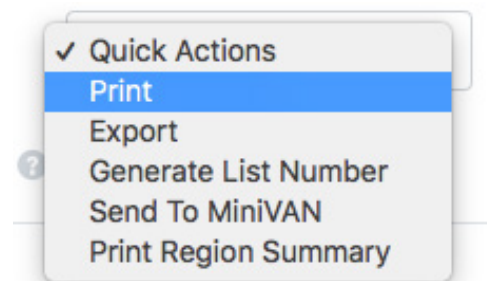 ✓ Quick Actions
Print
Export
Generate List Number
Send To MiniVAN
Print Region Summary
?